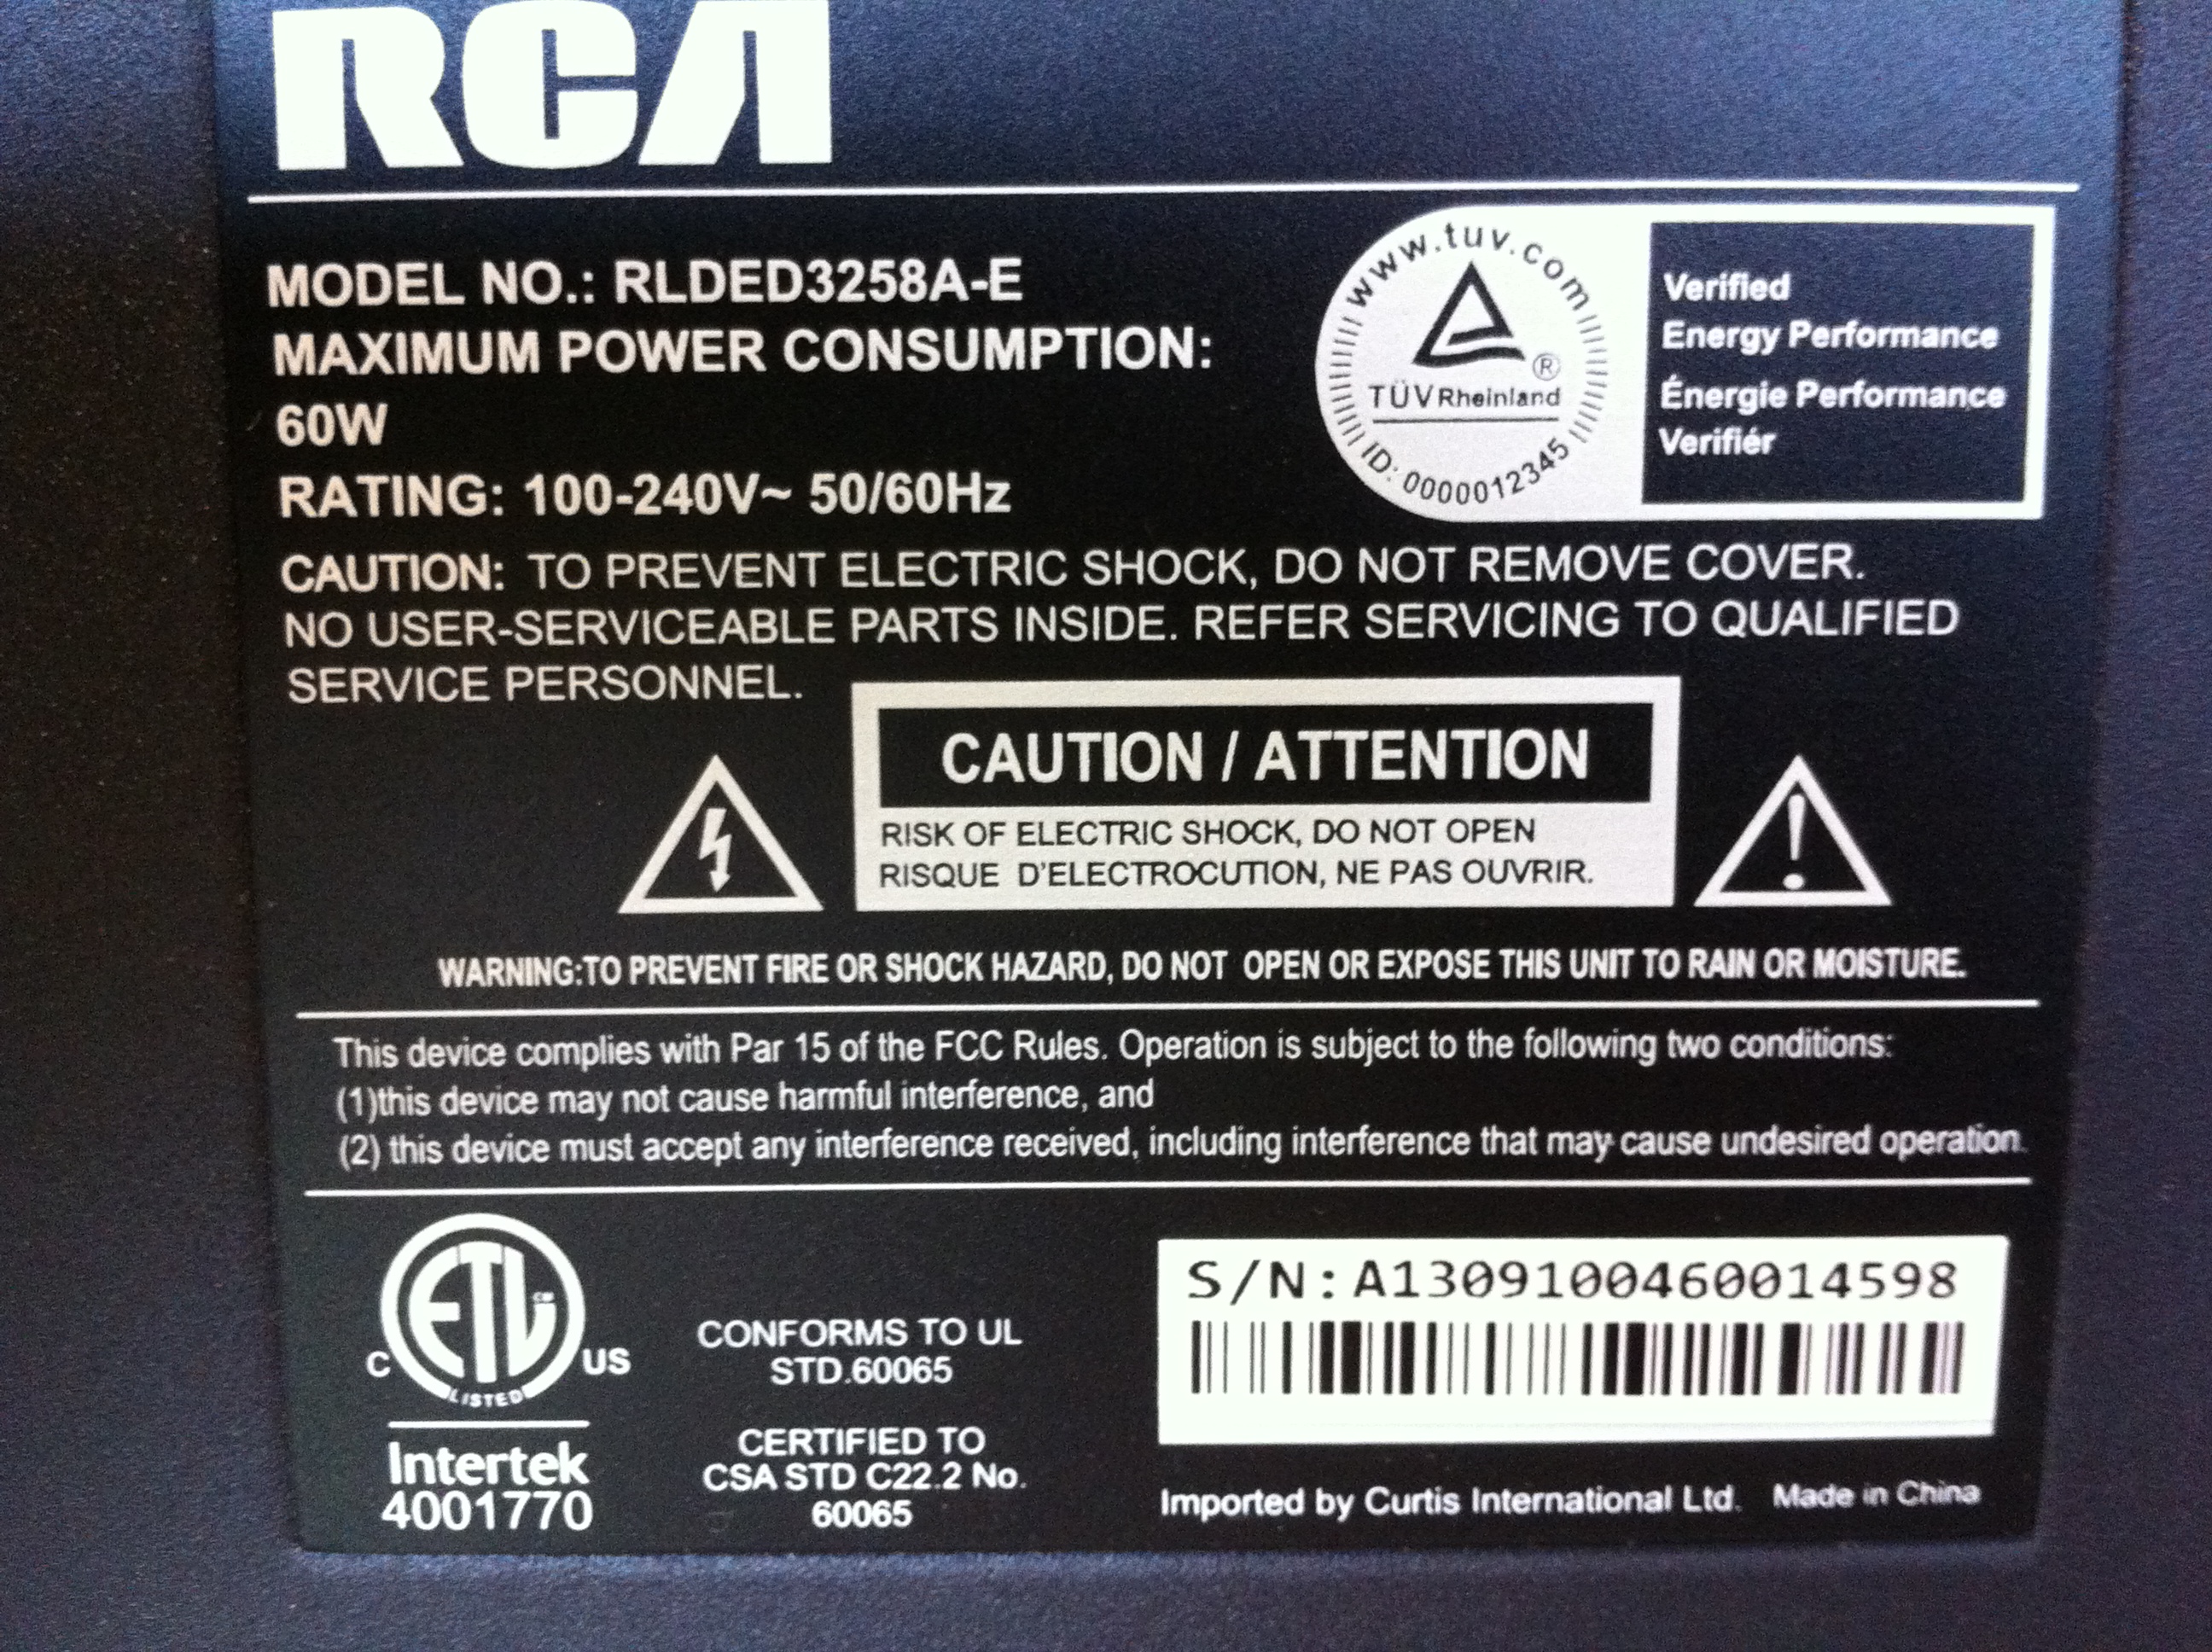 RCA
MODEL NO.: RLDED3258A-E
MAXIMUM POWER CONSUMPTION:
60W
RATING: 100-240V~ 50/60Hz
www.tuv.com
TÜVRheinland
®
ID: 0000012345
Verified
Energy Performance
Énergie Performance
Verifiér
CAUTION: TO PREVENT ELECTRIC SHOCK, DO NOT REMOVE COVER.
NO USER-SERVICEABLE PARTS INSIDE. REFER SERVICING TO QUALIFIED
SERVICE PERSONNEL.
CAUTION / ATTENTION
RISK OF ELECTRIC SHOCK, DO NOT OPEN
RISQUE D'ELECTROCUTION, NE PAS OUVRIR.
WARNING:TO PREVENT FIRE OR SHOCK HAZARD, DO NOT OPEN OR EXPOSE THIS UNIT TO RAIN OR MOISTURE.
This device complies with Par 15 of the FCC Rules. Operation is subject to the following two conditions:
(1)this device may not cause harmful interference, and
(2) this device must accept any interference received, including interference that may cause undesired operation.
ETL
C US
LISTED
Intertek
4001770
CONFORMS TO UL
STD.60065
CERTIFIED TO
CSA STD C22.2 No.
60065
S/N:A1309100460014598
Imported by Curtis International Ltd. Made in China